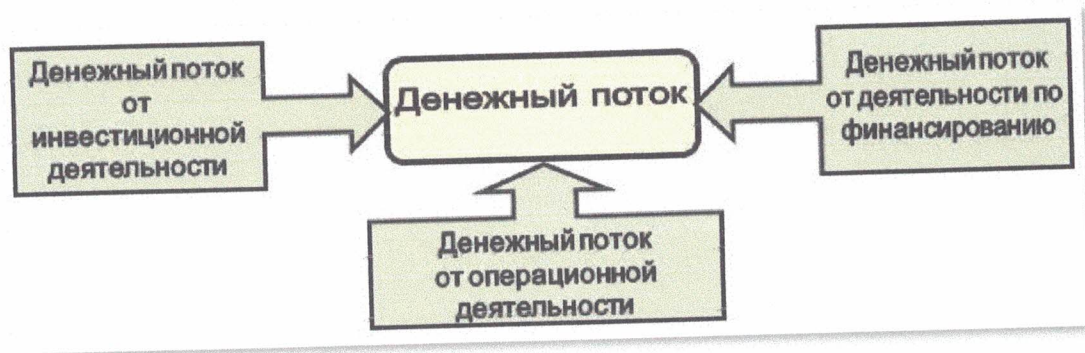 Денежный поток
от
инвестиционной
деятельности
Денежный поток
Денежный поток
от деятельности по
финансированию
Денежный поток
от операционной
деятельности